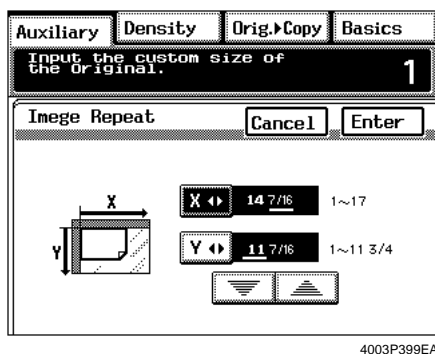 Auxiliary Density Orig.▶Copy Basics
Input the custom size of
the Original.
1
Imege Repeat Cancel Enter
X
X ◀▶ 14 7/16 1~17
Y
Y ◀▶ 11 7/16 1~11 3/4
4003P399EA